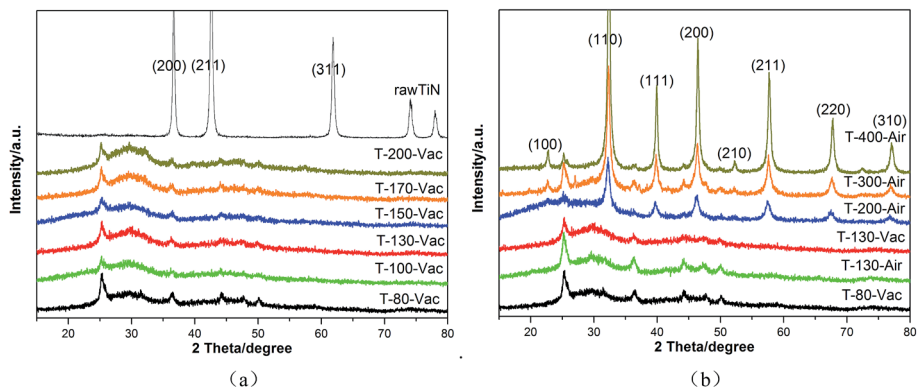 (200)
(211)
(311)
rawTiN
T-200-Vac
T-170-Vac
T-150-Vac
T-130-Vac
T-100-Vac
T-80-Vac
Intensity/a.u.
20 30 40 50 60 70 80
2 Theta/degree
(a)
(110)
(200)
(111)
(211)
(220)
(310)
(100)
(210)
T-400-Air
T-300-Air
T-200-Air
T-130-Vac
T-130-Air
T-80-Vac
Intensity/a.u.
20 30 40 50 60 70 80
2 Theta/degree
(b)